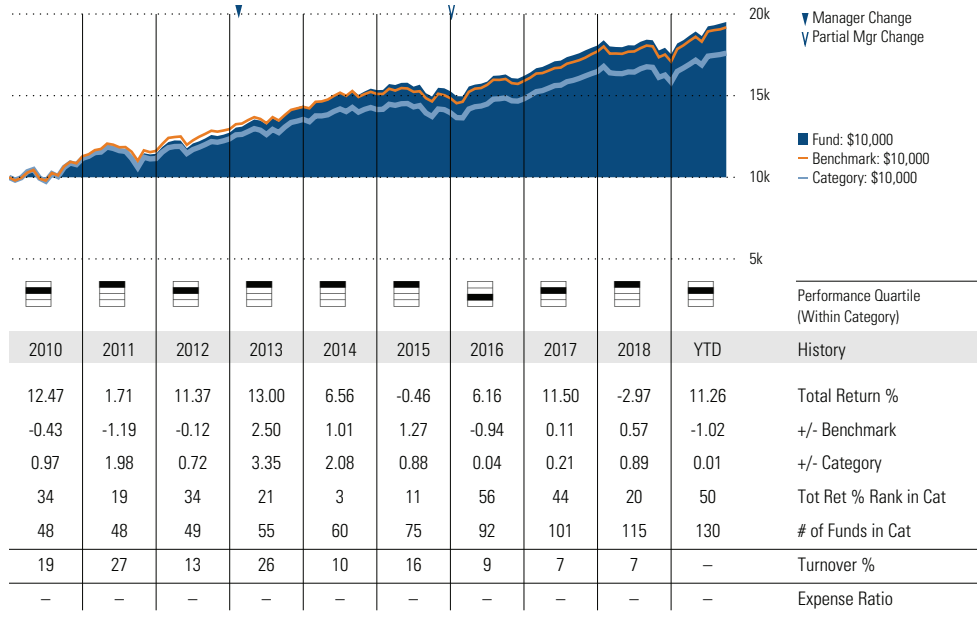 20k
▼ Manager Change
∨ Partial Mgr Change
15k
Fund: $10,000
Benchmark: $10,000
10k
Category: $10,000
5k
Performance Quartile
(Within Category)
2010 2011 2012 2013 2014 2015 2016 2017 2018 YTD History
12.47 1.71 11.37 13.00 6.56 -0.46 6.16 11.50 -2.97 11.26 Total Return %
-0.43 -1.19 -0.12 2.50 1.01 1.27 -0.94 0.11 0.57 -1.02 +/- Benchmark
0.97 1.98 0.72 3.35 2.08 0.88 0.04 0.21 0.89 0.01 +/- Category
34 19 34 21 3 11 56 44 20 50 Tot Ret % Rank in Cat
48 48 49 55 60 75 92 101 115 130 # of Funds in Cat
19 27 13 26 10 16 9 7 7 – Turnover %
– – – – – – – – – – Expense Ratio